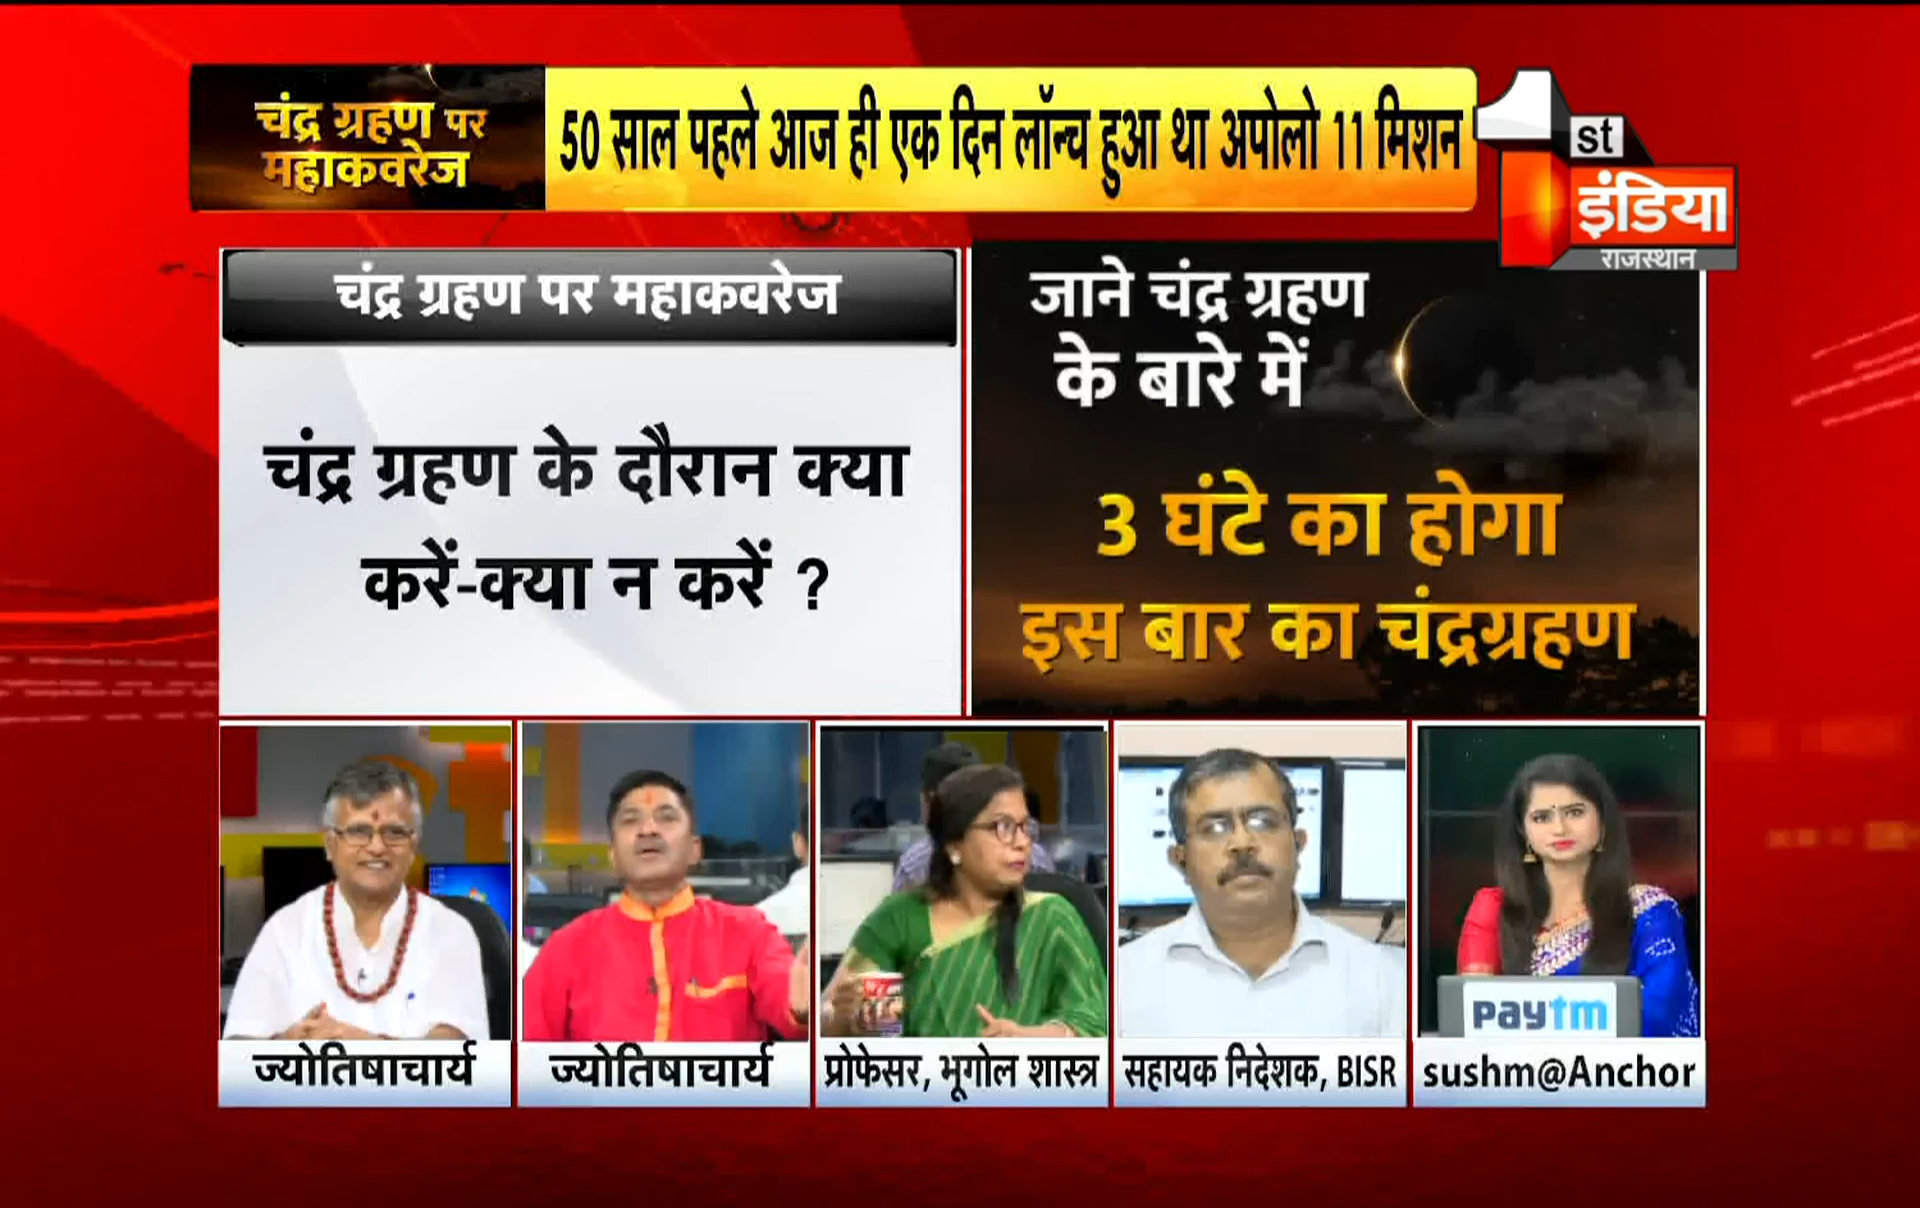 चंद्र ग्रहण पर
महाकवरेज
50 साल पहले आज ही एक दिन लॉन्च हुआ था अपोलो 11 मिशन
1st
इंडिया
राजस्थान
चंद्र ग्रहण पर महाकवरेज
चंद्र ग्रहण के दौरान क्या
करें-क्या न करें ?
जाने चंद्र ग्रहण
के बारे में
3 घंटे का होगा
इस बार का चंद्रग्रहण
paytm
ज्योतिषाचार्य
ज्योतिषाचार्य
प्रोफेसर, भूगोल शास्त्र
सहायक निदेशक, BISR
sushm@Anchor